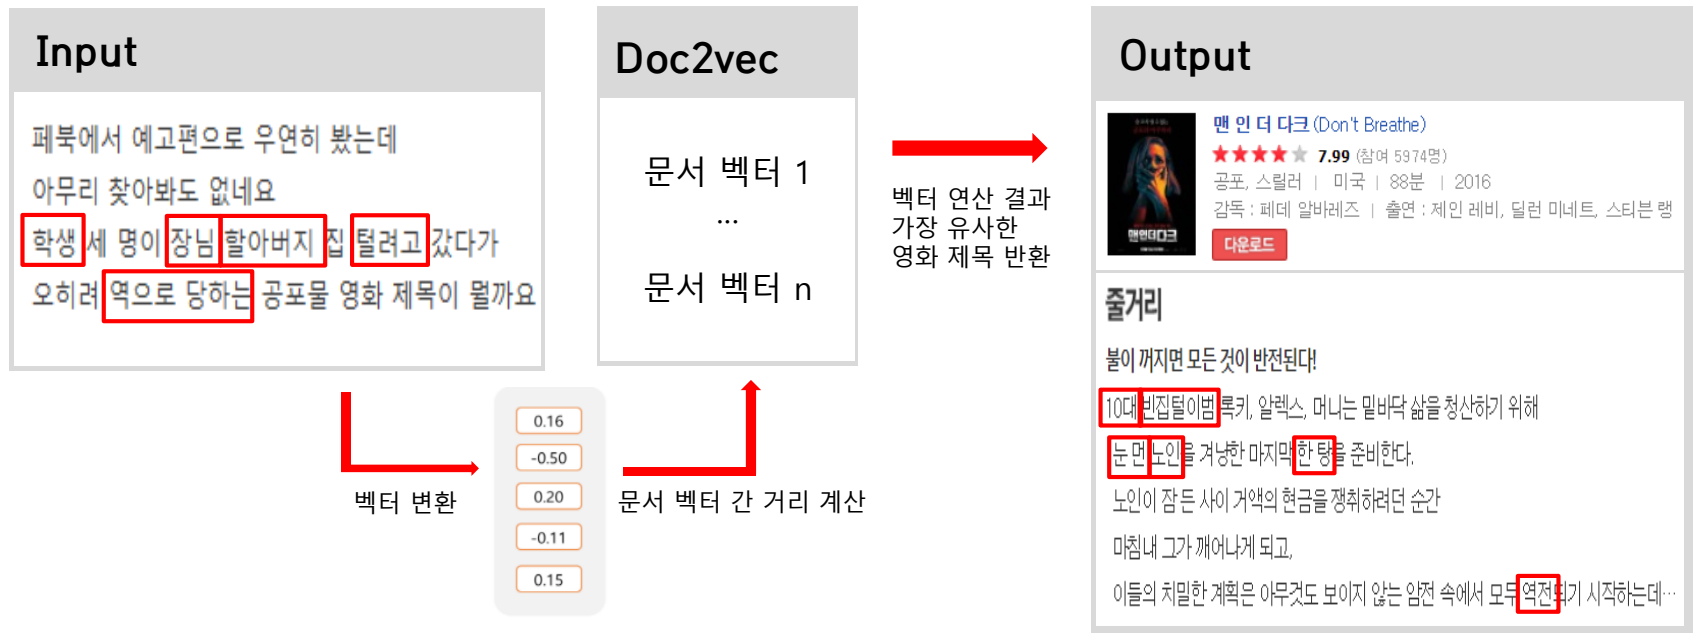 Input
페북에서 예고편으로 우연히 봤는데
아무리 찾아봐도 없네요
학생 세 명이 장님 할아버지 집 털려고 갔다가
오히려 역으로 당하는 공포물 영화 제목이 뭘까요
벡터 변환
0.16
-0.50
0.20
-0.11
0.15
문서 벡터 간 거리 계산
Doc2vec
문서 벡터 1
...
문서 벡터 n
벡터 연산 결과
가장 유사한
영화 제목 반환
Output
맨 인 더 다크 (Don't Breathe)
7.99 (참여 5974명)
공포, 스릴러 | 미국 | 88분 | 2016
감독 : 페데 알바레즈 | 출연 : 제인 레비, 딜런 미네트, 스티븐 랭
다운로드
맨인더다크
줄거리
불이 꺼지면 모든 것이 반전된다!
10대 빈집털이범 록키, 알렉스, 머니는 밑바닥 삶을 청산하기 위해
눈 먼 노인을 겨냥한 마지막 한 탕을 준비한다.
노인이 잠 든 사이 거액의 현금을 쟁취하려던 순간
마침내 그가 깨어나게 되고,
이들의 치밀한 계획은 아무것도 보이지 않는 암전 속에서 모두 역전되기 시작하는데…